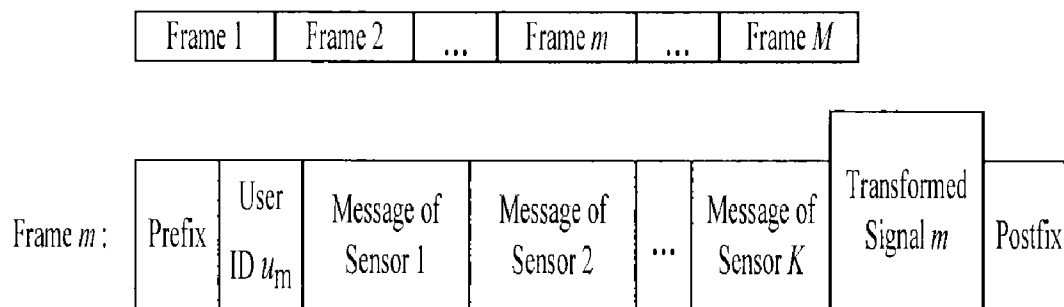 Frame 1 Frame 2 ... Frame m ... Frame M
Frame m : Prefix User ID um Message of Sensor 1 Message of Sensor 2 ... Message of Sensor K Transformed Signal m Postfix